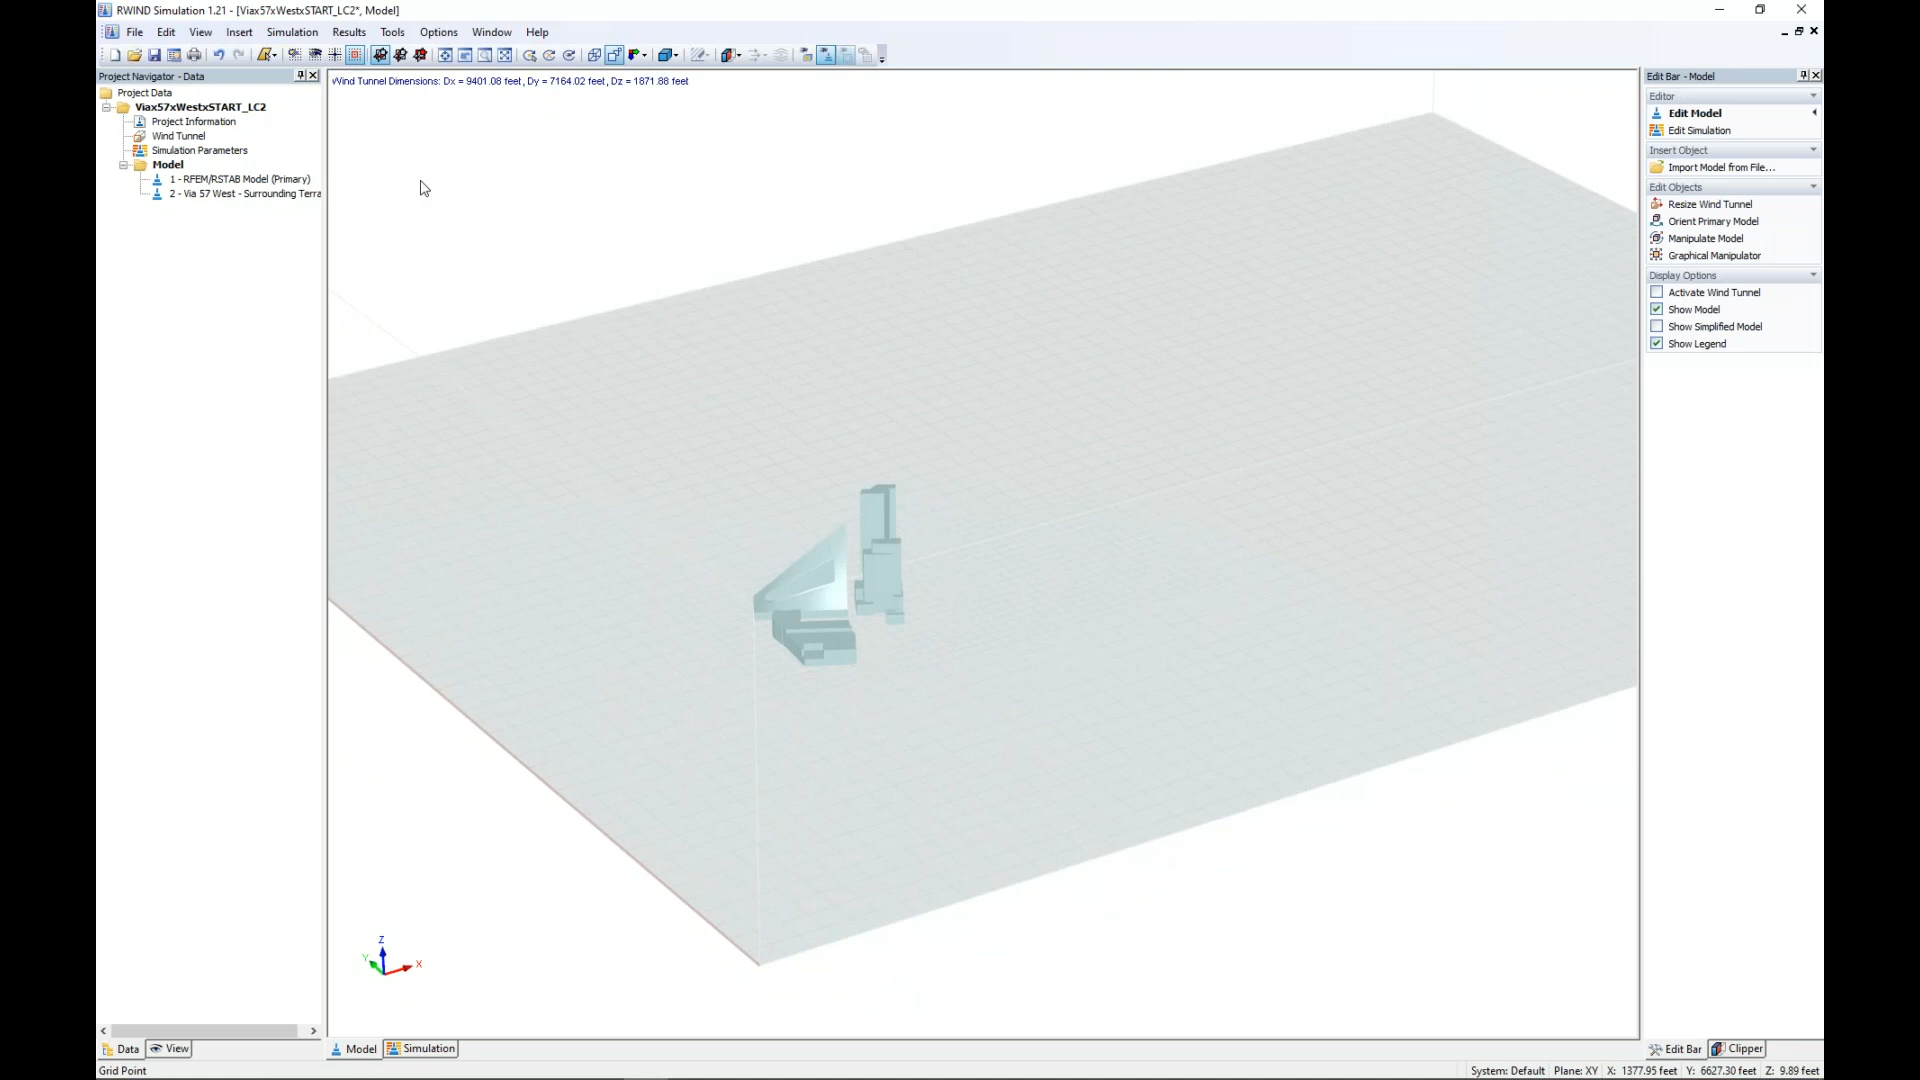 RWIND Simulation 1.21 - [Viax57xWestxSTART_LC2*, Model]
File Edit View Insert Simulation Results Tools Options Window Help
Project Navigator - Data
Project Data
Viax57xWestxSTART_LC2
Project Information
Wind Tunnel
Simulation Parameters
Model
1 - RFEM/RSTAB Model (Primary)
2 - Via 57 West - Surrounding Terra
Data View
Wind Tunnel Dimensions: Dx = 9401.08 feet, Dy = 7164.02 feet, Dz = 1871.88 feet
Z
Y
X
Model Simulation
Edit Bar - Model
Editor
Edit Model
Edit Simulation
Insert Object
Import Model from File...
Edit Objects
Resize Wind Tunnel
Orient Primary Model
Manipulate Model
Graphical Manipulator
Display Options
Activate Wind Tunnel
Show Model
Show Simplified Model
Show Legend
Edit Bar Clipper
Grid Point
System: Default Plane: XY X: 1377.95 feet Y: 6627.30 feet Z: 9.89 feet